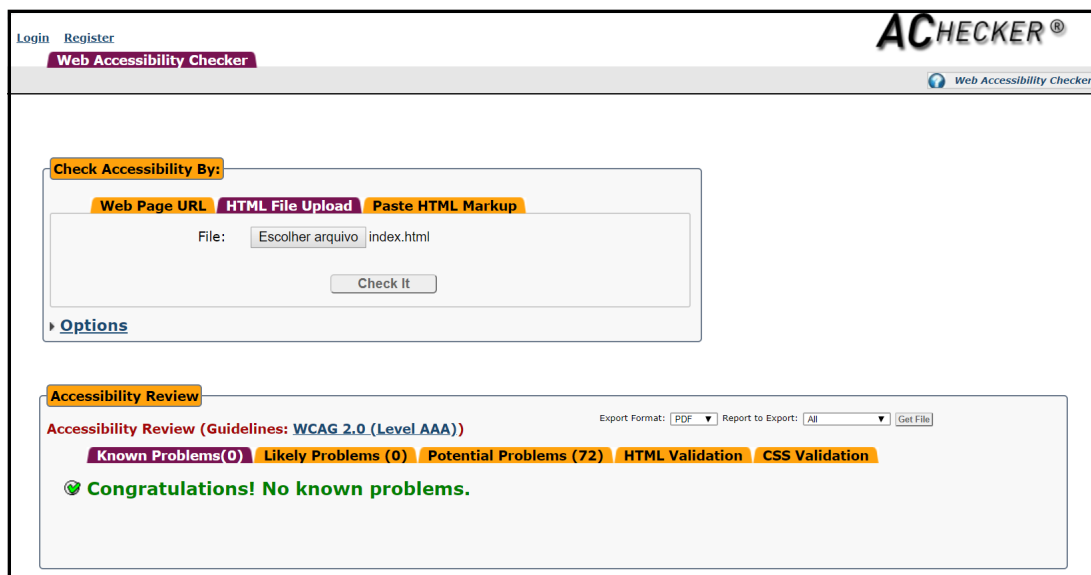 Login Register
ACHECKER ®
Web Accessibility Checker
Web Accessibility Checker
Check Accessibility By:
Web Page URL HTML File Upload Paste HTML Markup
File: Escolher arquivo index.html
Check It
Options
Accessibility Review
Export Format: PDF Report to Export: All Get File
Accessibility Review (Guidelines: WCAG 2.0 (Level AAA))
Known Problems(0) Likely Problems (0) Potential Problems (72) HTML Validation CSS Validation
Congratulations! No known problems.